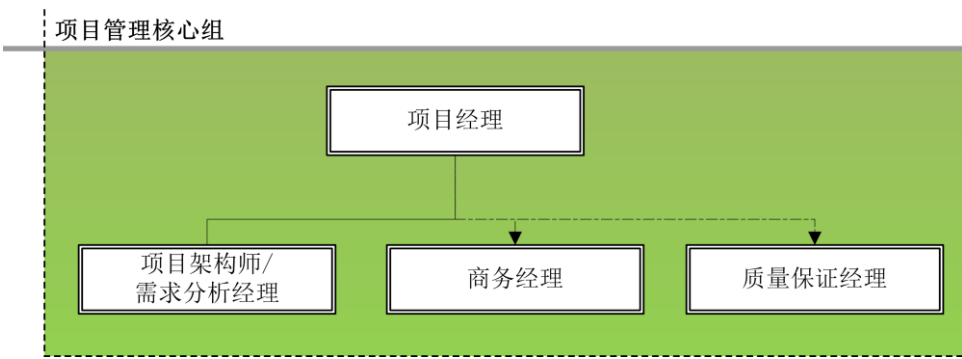 项目管理核心组
项目经理
项目架构师/
需求分析经理
商务经理
质量保证经理